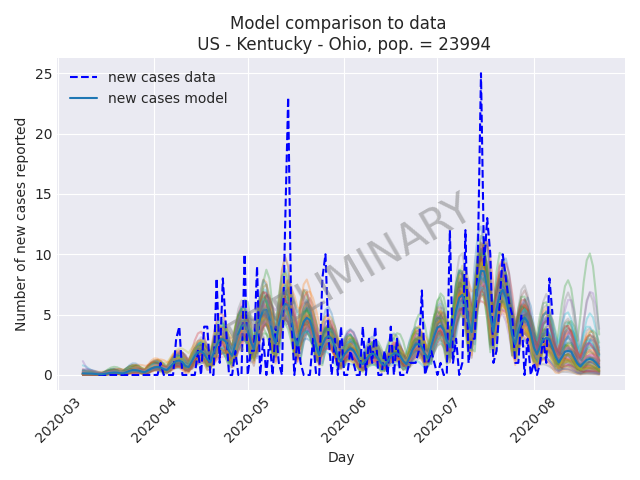 Model comparison to data
US - Kentucky - Ohio, pop. = 23994
new cases data
new cases model
Number of new cases reported
25
20
15
10
5
0
2020-03
2020-04
2020-05
2020-06
2020-07
2020-08
Day